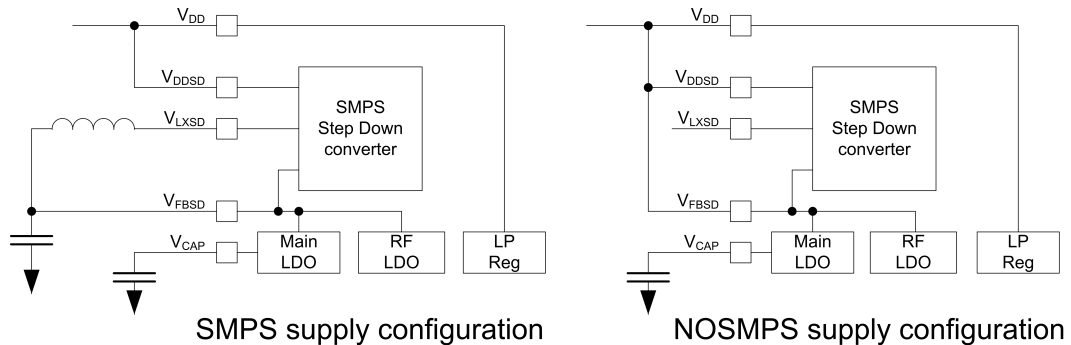 VDD
VDDSD
VLXSD
SMPS
Step Down
converter
VFBSD
VCAP
Main
LDO
RF
LDO
LP
Reg
SMPS supply configuration
VDD
VDDSD
VLXSD
SMPS
Step Down
converter
VFBSD
VCAP
Main
LDO
RF
LDO
LP
Reg
NOSMPS supply configuration